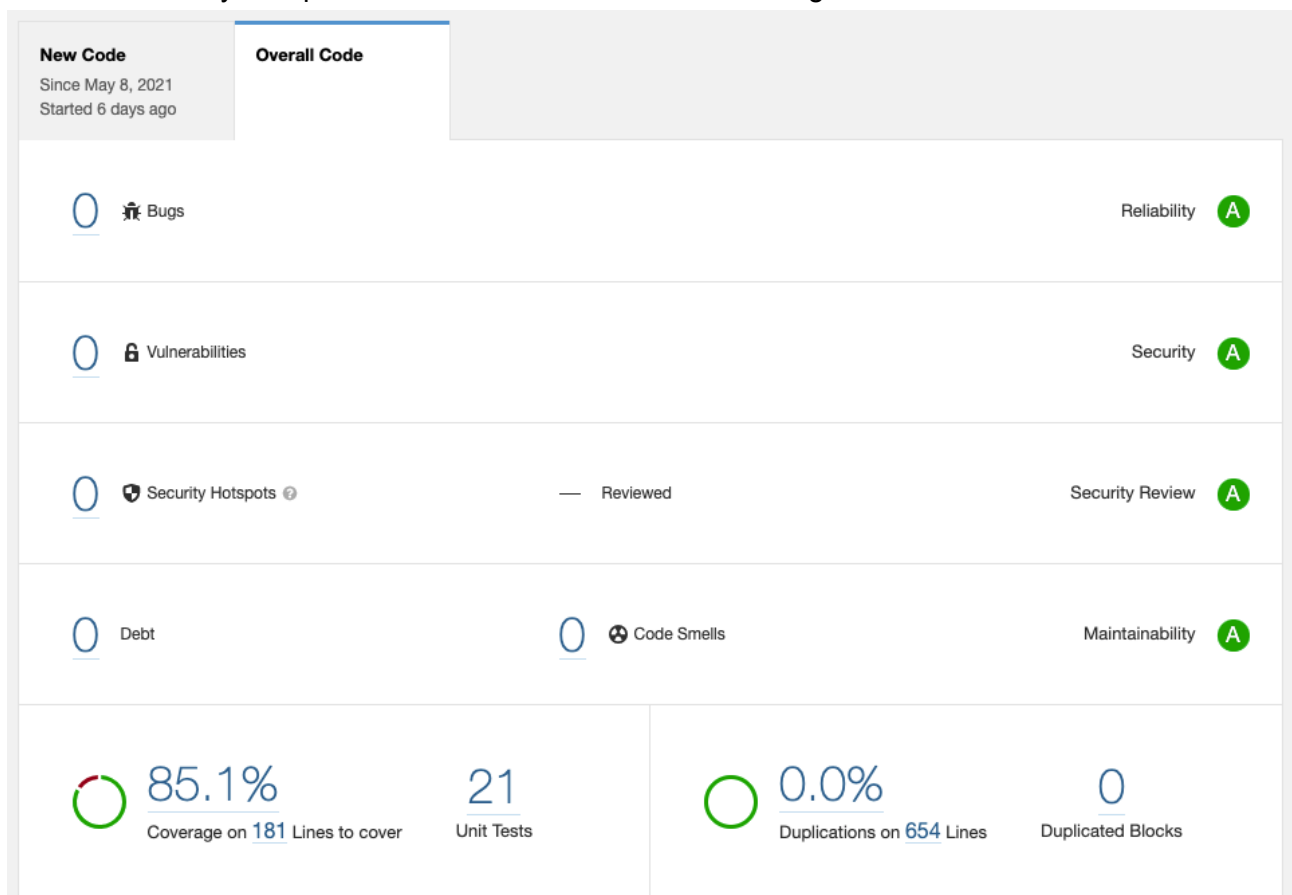 New Code
Overall Code
Since May 8, 2021
Started 6 days ago
0 Bugs
Reliability A
0 Vulnerabilities
Security A
0 Security Hotspots ?
— Reviewed
Security Review A
0 Debt
0 Code Smells
Maintainability A
85.1%
Coverage on 181 Lines to cover
21
Unit Tests
0.0%
Duplications on 654 Lines
0
Duplicated Blocks